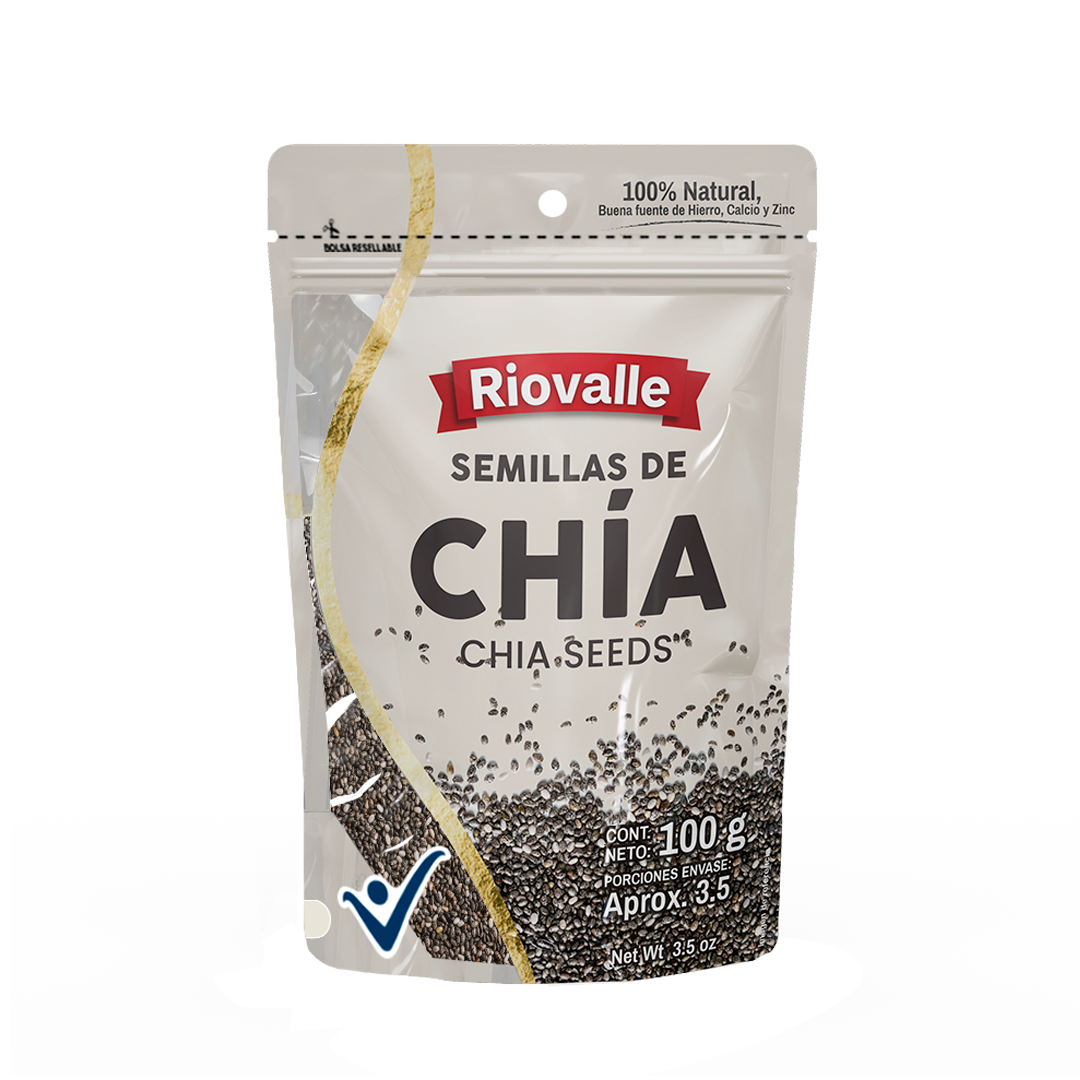 100% Natural,
Buena fuente de Hierro, Calcio y Zinc
BOLSA RESELLABLE
Riovalle
SEMILLAS DE
CHÍA
CHIA SEEDS
CONT.
NETO: 100 g
PORCIONES ENVASE:
Aprox. 3.5
Net Wt 3.5 oz